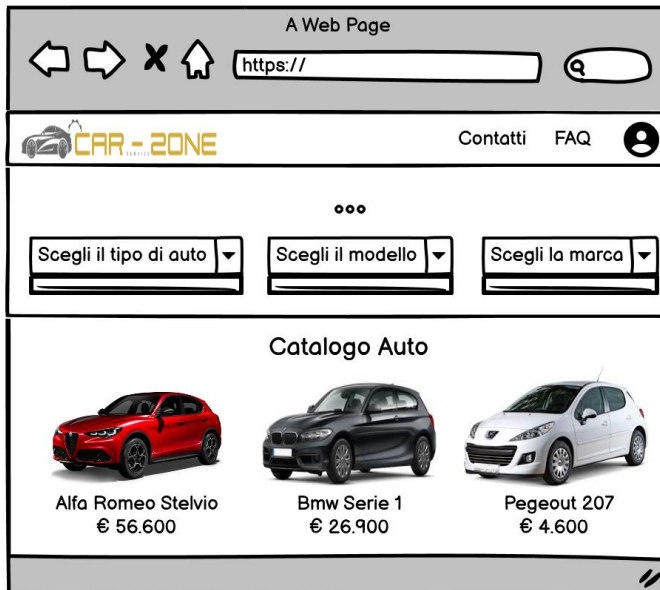 A Web Page
https://
CAR - ZONE
SERVICE
Contatti FAQ
Scegli il tipo di auto Scegli il modello Scegli la marca
Catalogo Auto
Alfa Romeo Stelvio Bmw Serie 1 Pegeout 207
€ 56.600 € 26.900 € 4.600